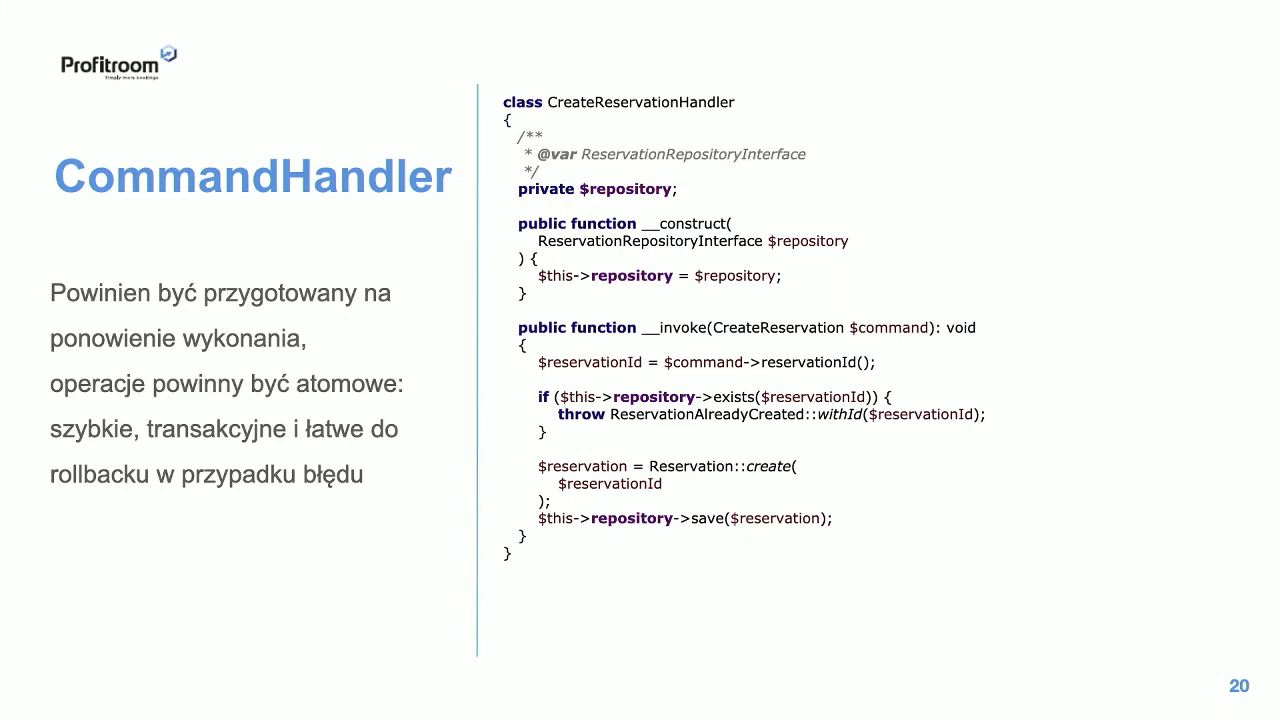 Profitroom
Simply more bookings
CommandHandler
Powinien być przygotowany na
ponowienie wykonania,
operacje powinny być atomowe:
szybkie, transakcyjne i łatwe do
rollbacku w przypadku błędu
class CreateReservationHandler
{
/**
* @var ReservationRepositoryInterface
*/
private $repository;
public function __construct(
ReservationRepositoryInterface $repository
) {
$this->repository = $repository;
}
public function __invoke(CreateReservation $command): void
{
$reservationId = $command->reservationId();
if ($this->repository->exists($reservationId)) {
throw ReservationAlreadyCreated::withId($reservationId);
}
$reservation = Reservation::create(
$reservationId
);
$this->repository->save($reservation);
}
}
20